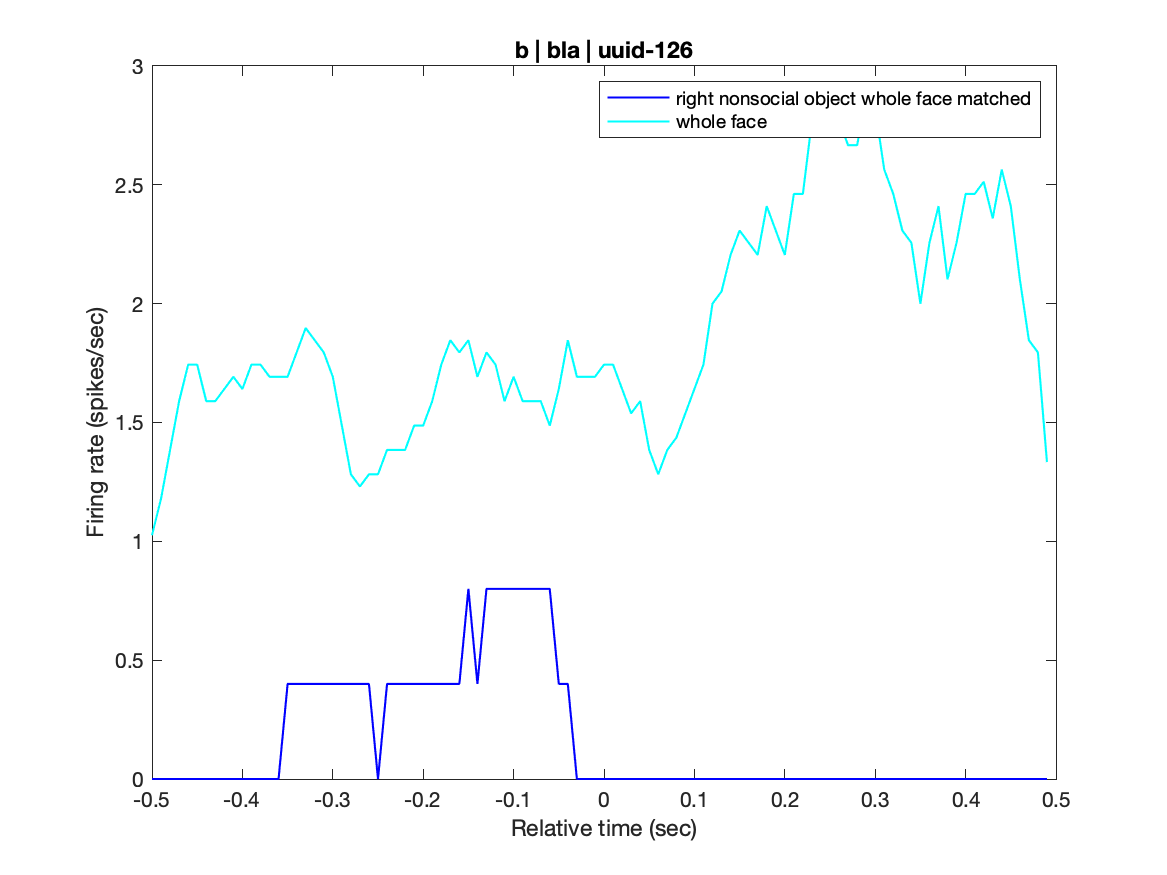 b | bla | uuid-126
3
right nonsocial object whole face matched
whole face
2.5
2
1.5
1
0.5
0
Firing rate (spikes/sec)
-0.5 -0.4 -0.3 -0.2 -0.1 0 0.1 0.2 0.3 0.4 0.5
Relative time (sec)